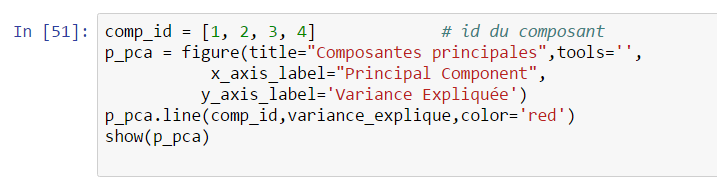 In [51]: comp_id = [1, 2, 3, 4] # id du composant
p_pca = figure(title="Composantes principales",tools='',
x_axis_label="Principal Component",
y_axis_label='Variance Expliquée')
p_pca.line(comp_id,variance_explique,color='red')
show(p_pca)